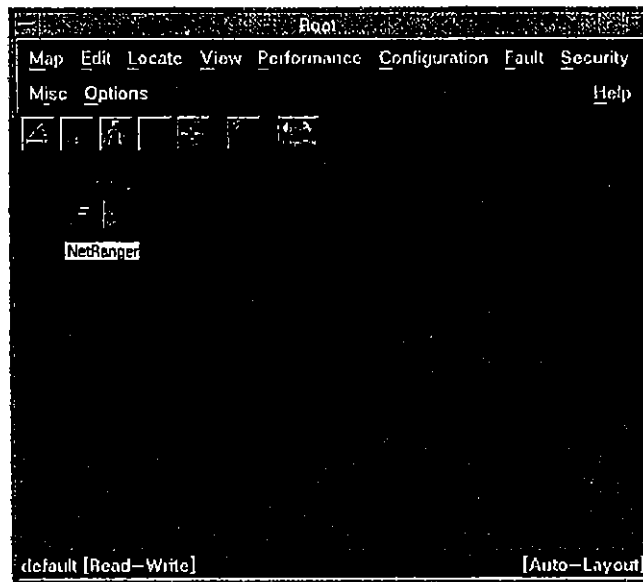 Root
Map Edit Locate View Performance Configuration Fault Security
Misc Options Help
NetRanger
default [Read-Write] [Auto-Layout]